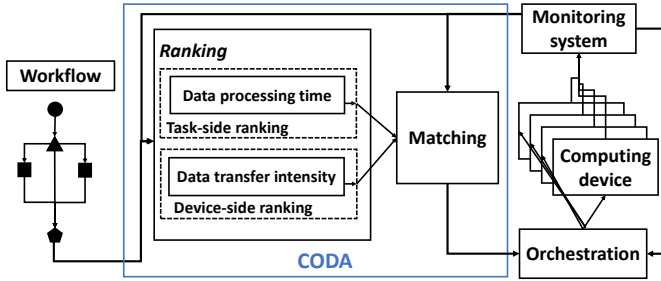 Workflow
Ranking
Data processing time
Task-side ranking
Data transfer intensity
Device-side ranking
Matching
CODA
Monitoring
system
Computing
device
Orchestration